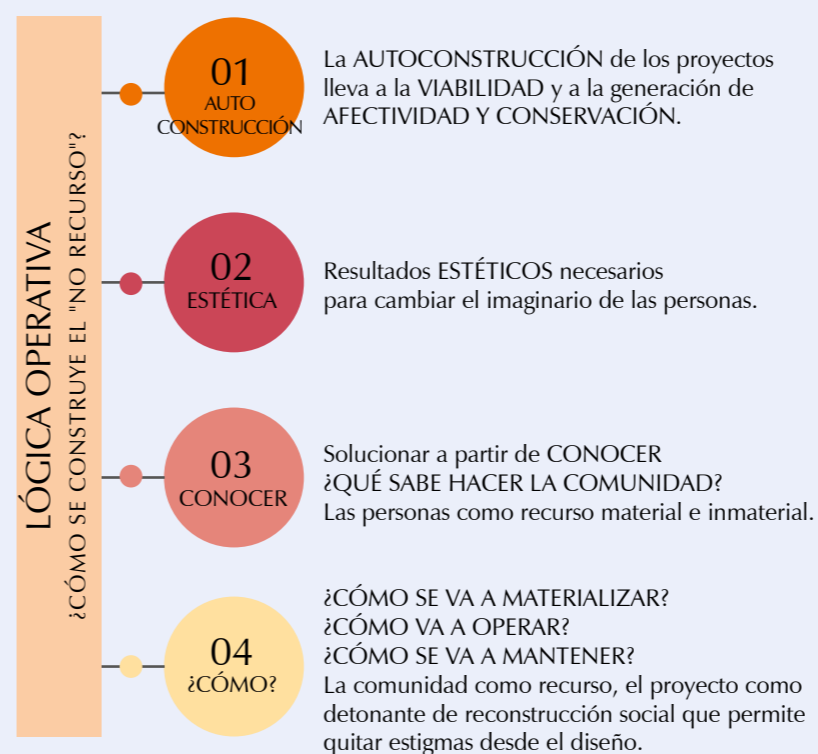 LÓGICA OPERATIVA
¿CÓMO SE CONSTRUYE EL "NO RECURSO"?
01
AUTO
CONSTRUCCIÓN
La AUTOCONSTRUCCIÓN de los proyectos
lleva a la VIABILIDAD y a la generación de
AFECTIVIDAD Y CONSERVACIÓN.
02
ESTÉTICA
Resultados ESTÉTICOS necesarios
para cambiar el imaginario de las personas.
03
CONOCER
Solucionar a partir de CONOCER
¿QUÉ SABE HACER LA COMUNIDAD?
Las personas como recurso material e inmaterial.
04
¿CÓMO?
¿CÓMO SE VA A MATERIALIZAR?
¿CÓMO VA A OPERAR?
¿CÓMO SE VA A MANTENER?
La comunidad como recurso, el proyecto como
detonante de reconstrucción social que permite
quitar estigmas desde el diseño.